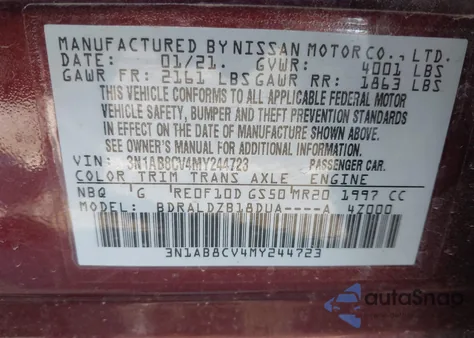 MANUFACTURED BY NISSAN MOTOR CO., LTD.
DATE: 01/21. GVWR: 4001 LBS
GAWR FR: 2161 LBS GAWR RR: 1863 LBS
THIS VEHICLE CONFORMS TO ALL APPLICABLE FEDERAL MOTOR
VEHICLE SAFETY, BUMPER AND THEFT PREVENTION STANDARDS
IN EFFECT ON THE DATE OF MANUFACTURE SHOWN ABOVE.
SEE OWNER'S MANUAL FOR ADDITIONAL INFORMATION
VIN: 3N1AB8CV4MY244723 PASSENGER CAR.
COLOR TRIM TRANS AXLE ENGINE
NBQ G RE0F10D GS50 MR20 1997 CC
MODEL: BDRALDZB18DUA----A 4Z000
3N1AB8CV4MY244723
autoSnap